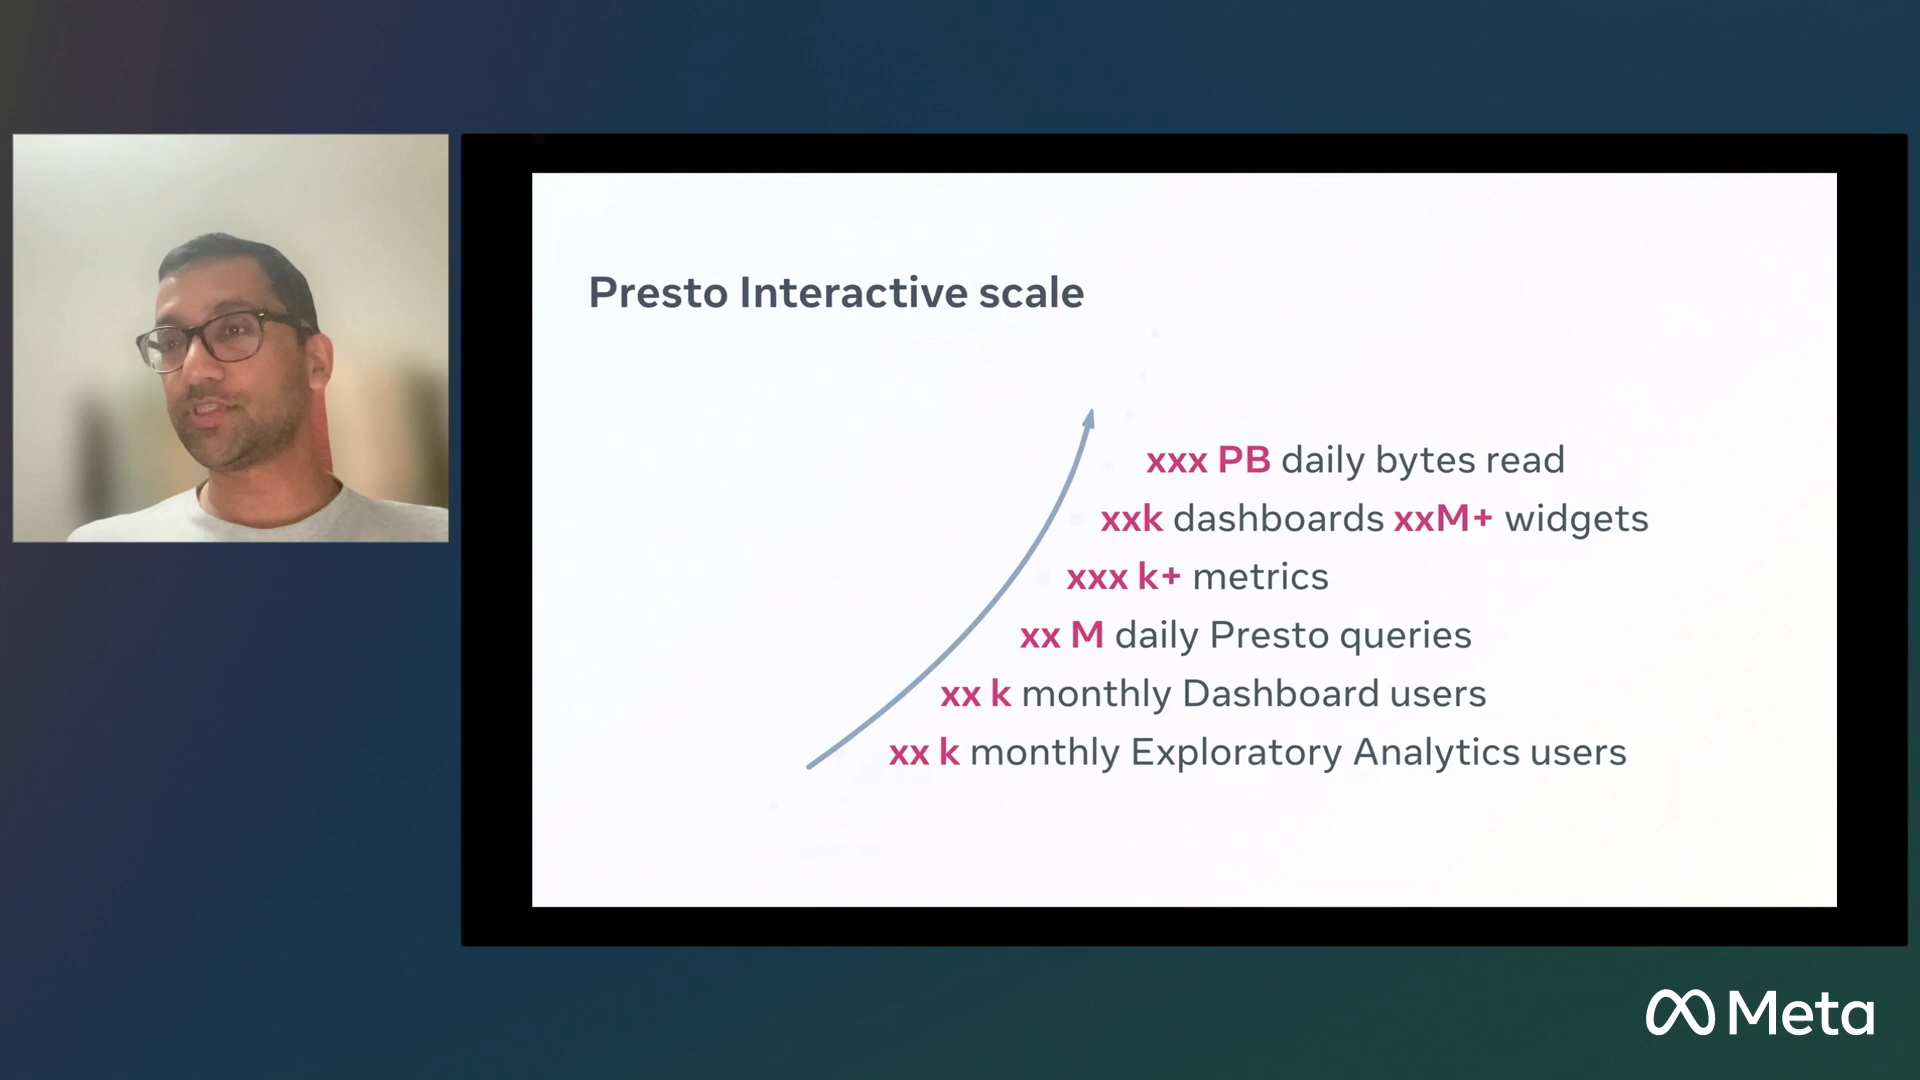 Presto Interactive scale
xxx PB daily bytes read
xxk dashboards xxM+ widgets
xxx k+ metrics
xx M daily Presto queries
xx k monthly Dashboard users
xx k monthly Exploratory Analytics users
Meta